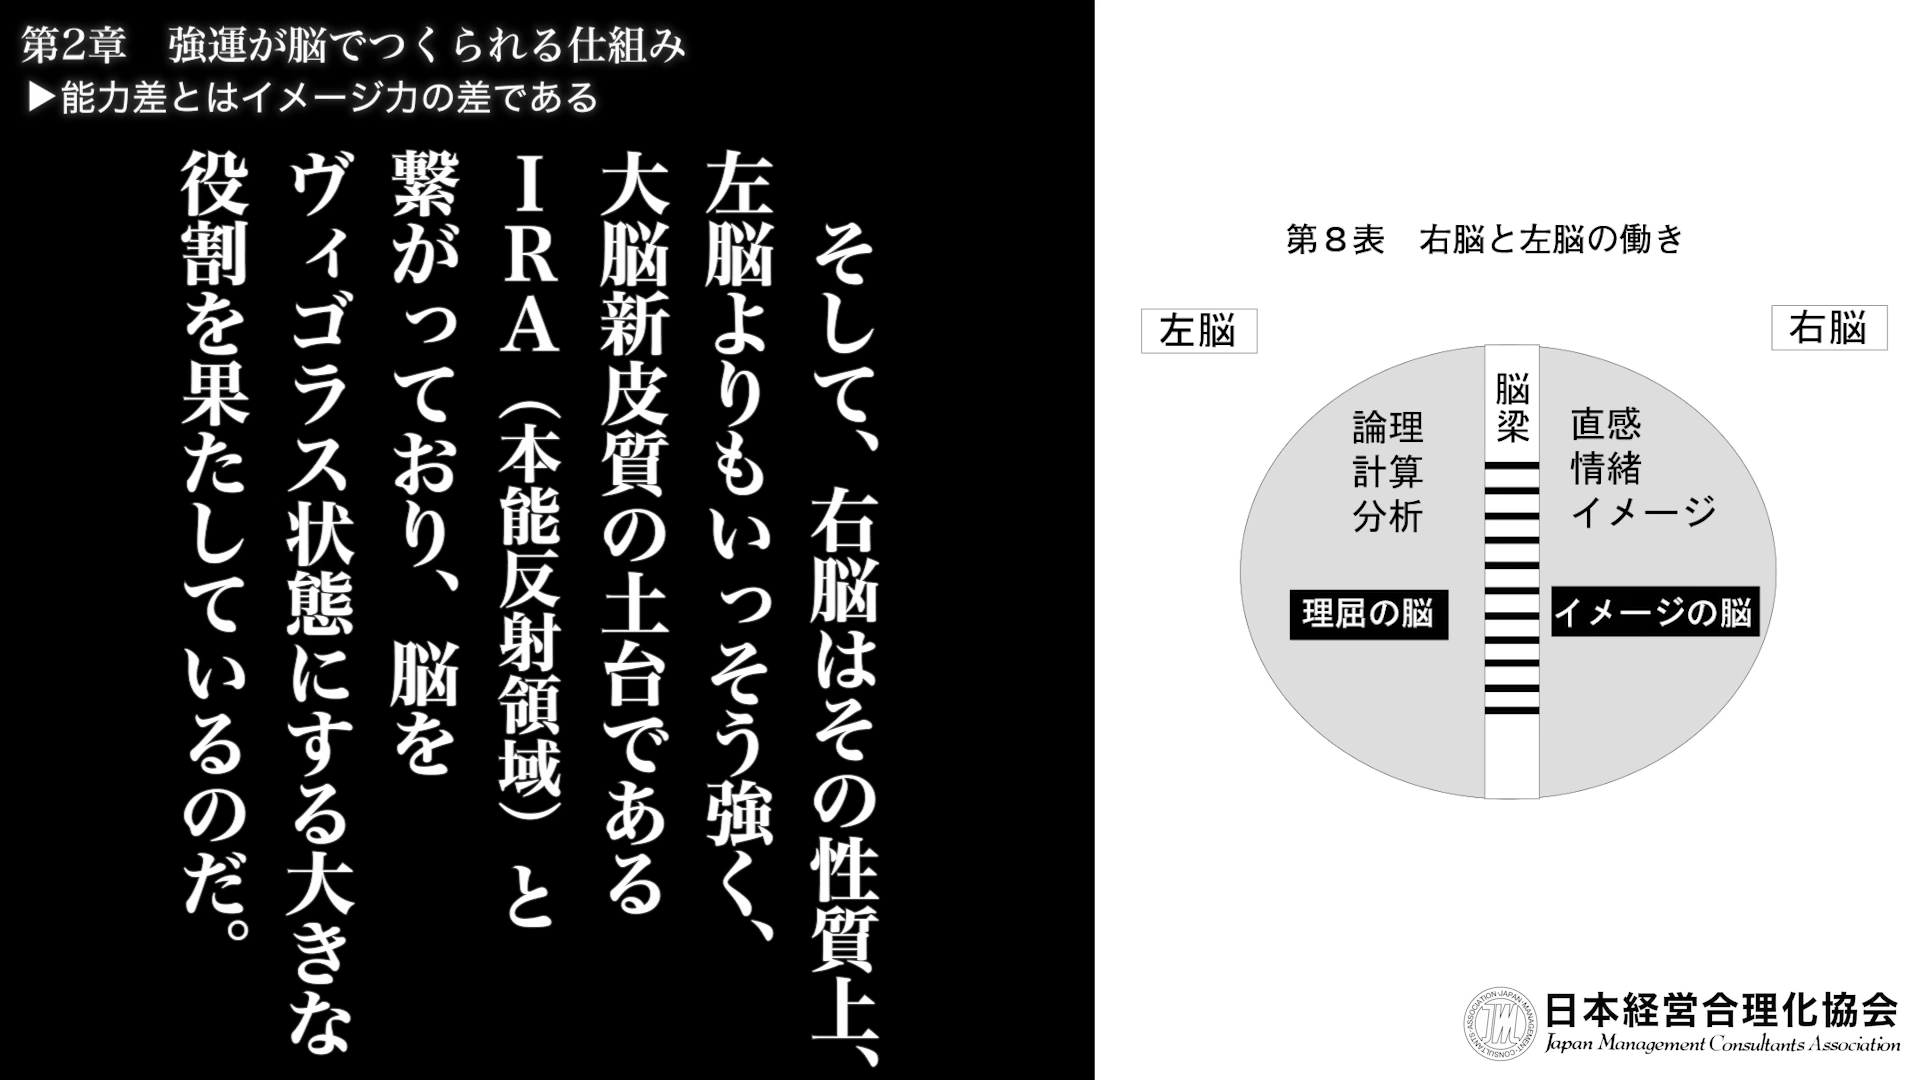 第2章　強運が脳でつくられる仕組み
▶能力差とはイメージ力の差である
そして、右脳はその性質上、
左脳よりもいっそう強く、
大脳新皮質の土台である
ＩＲＡ（本能反射領域）と
繋がっており、脳を
ヴィゴラス状態にする大きな
役割を果たしているのだ。
第８表　右脳と左脳の働き
左脳
右脳
脳梁
論理
計算
分析
理屈の脳
直感
情緒
イメージ
イメージの脳
日本経営合理化協会
Japan Management Consultants Association
JMCA
ASSOCIATION・JAPAN・MANAGEMENT・CONSULTANTS・